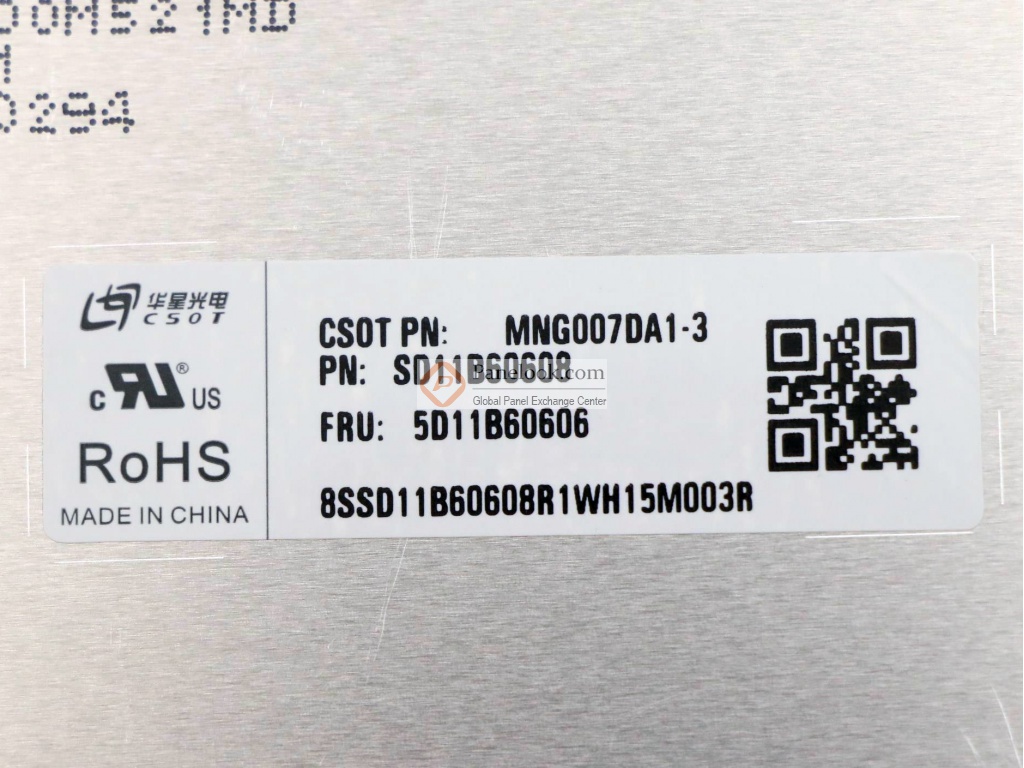 00M521MD
0294
华星光电
CSOT
c RU® US
RoHS
MADE IN CHINA
CSOT PN: MNG007DA1-3
PN: SD11B60608
Panelook.com
Global Panel Exchange Center
FRU: 5D11B60606
8SSD11B60608R1WH15M003R